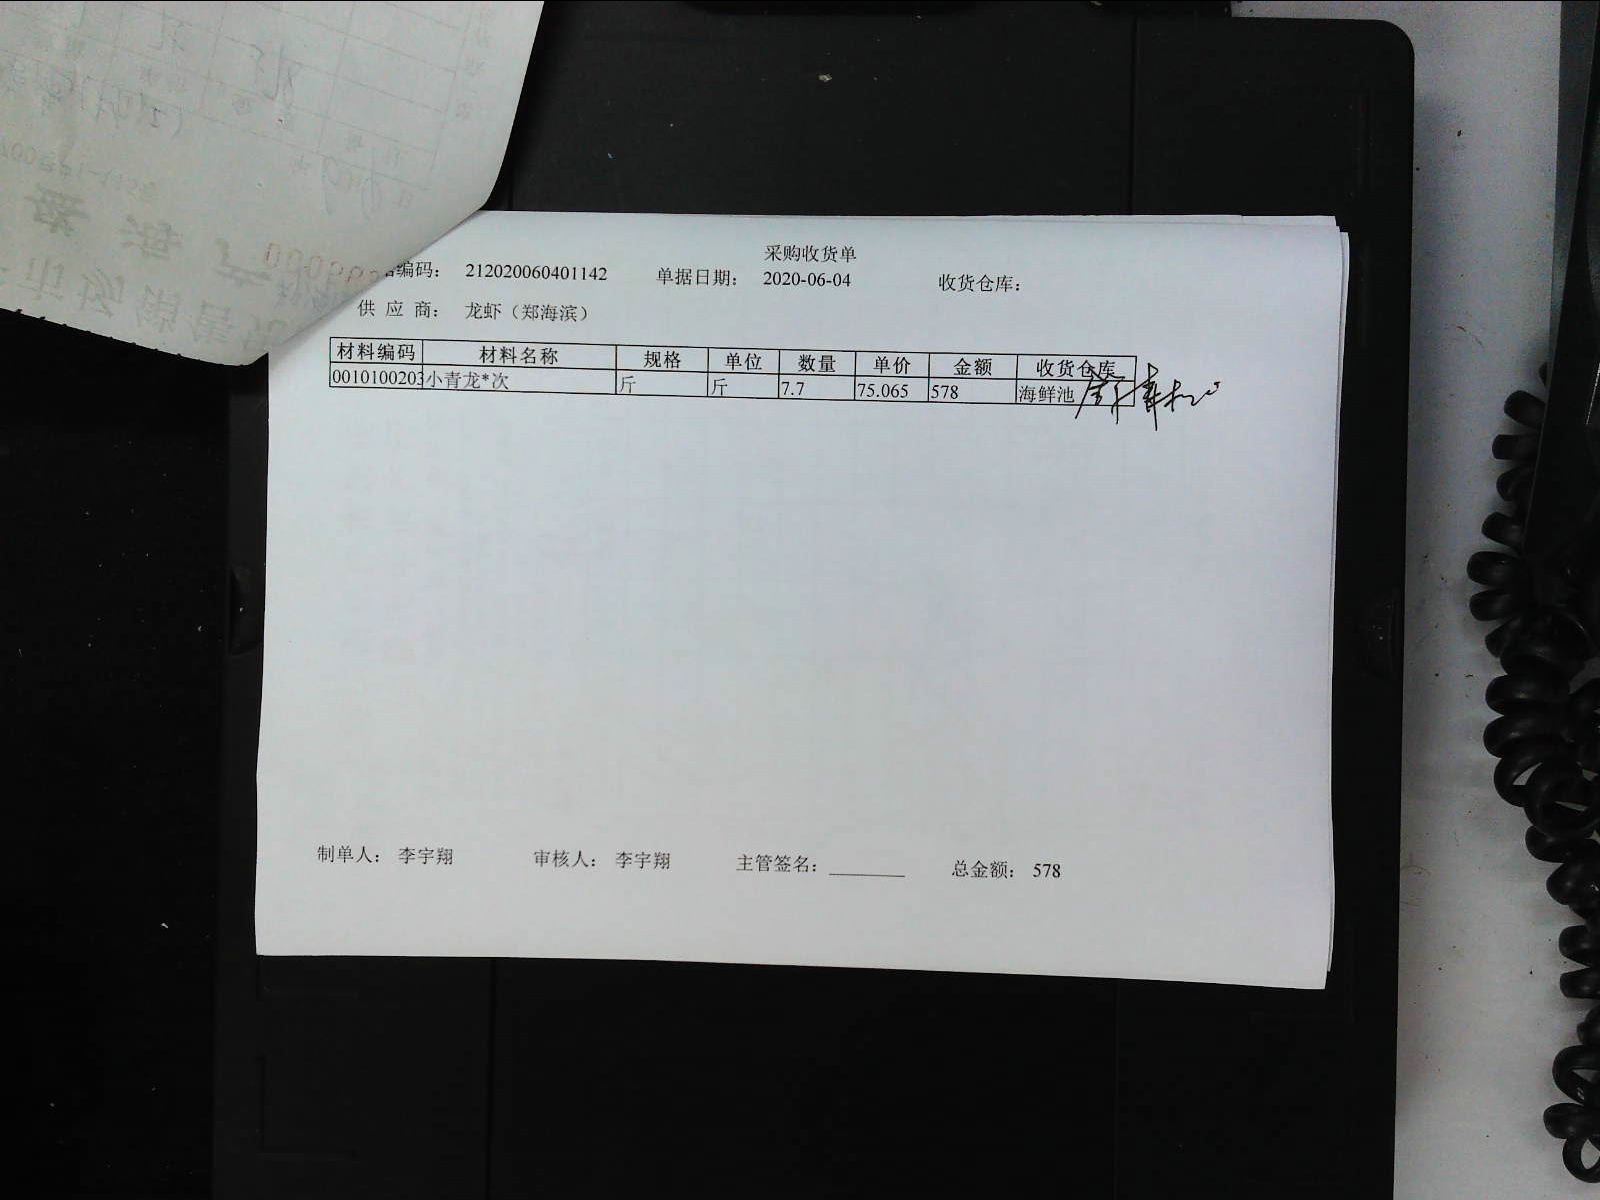 采购收货单
编码： 212020060401142 单据日期： 2020-06-04 收货仓库：
供 应 商： 龙虾（郑海滨）
材料编码 材料名称 规格 单位 数量 单价 金额 收货仓库
0010100203 小青龙*次 斤 斤 7.7 75.065 578 海鲜池
制单人： 李宇翔 审核人： 李宇翔 主管签名： 总金额： 578